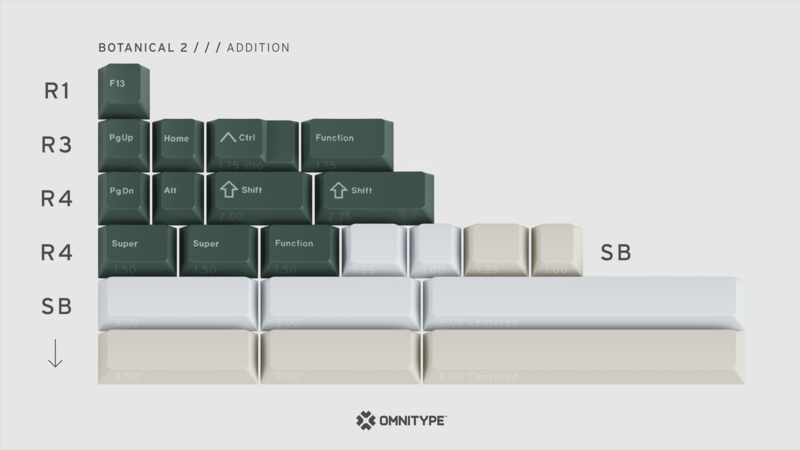 BOTANICAL 2 / / / ADDITION
R1
F13
R3
PgUp Home Ctrl Function
1.75 step 1.75
R4
PgDn Alt Shift Shift
2.00 2.25
R4
Super Super Function SB
1.50 1.50 1.50 1.25 1.00 1.25 1.00
SB
3.00 3.00 6.00 Centered
3.00 3.00 6.00 Centered
OMNITYPE